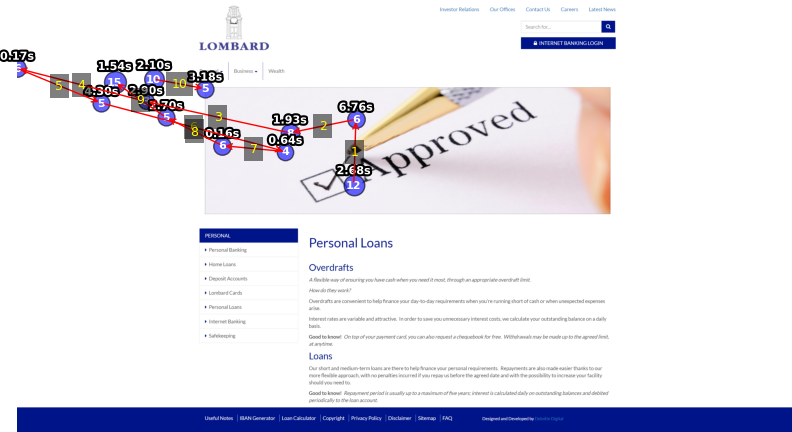 Investor Relations Our Offices Contact Us Careers Latest News
Search for...
INTERNET BANKING LOGIN
LOMBARD
Business Wealth
0.17s
1.54s 2.10s 3.18s
15 10 5
5 4 10
4.30s 2.90s
5 9
2.70s
5
3
8
0.16s
6
7
0.64s
4
1.93s
8
2
6.76s
6
1
2.68s
12
Approved
PERSONAL
Personal Banking
Home Loans
Deposit Accounts
Lombard Cards
Personal Loans
Internet Banking
Safekeeping
Personal Loans
Overdrafts
A flexible way of ensuring you have cash when you need it most, through an appropriate overdraft limit.
How do they work?
Overdrafts are convenient to help finance your day-to-day requirements when you're running short of cash or when unexpected expenses
arise.
Interest rates are variable and attractive. In order to save you unnecessary interest costs, we calculate your outstanding balance on a daily
basis.
Good to know! On top of your payment card, you can also request a chequebook for free. Withdrawals may be made up to the agreed limit,
at anytime.
Loans
Our short and medium-term loans are there to help finance your personal requirements. Repayments are also made easier thanks to our
more flexible approach, with no penalties incurred if you repay us before the agreed date and with the possibility to increase your facility
should you need to.
Good to know! Repayment period is usually up to a maximum of five years; interest is calculated daily on outstanding balances and debited
periodically to the loan account.
Useful Notes IBAN Generator Loan Calculator Copyright Privacy Policy Disclaimer Sitemap FAQ Designed and Developed by Deloitte Digital